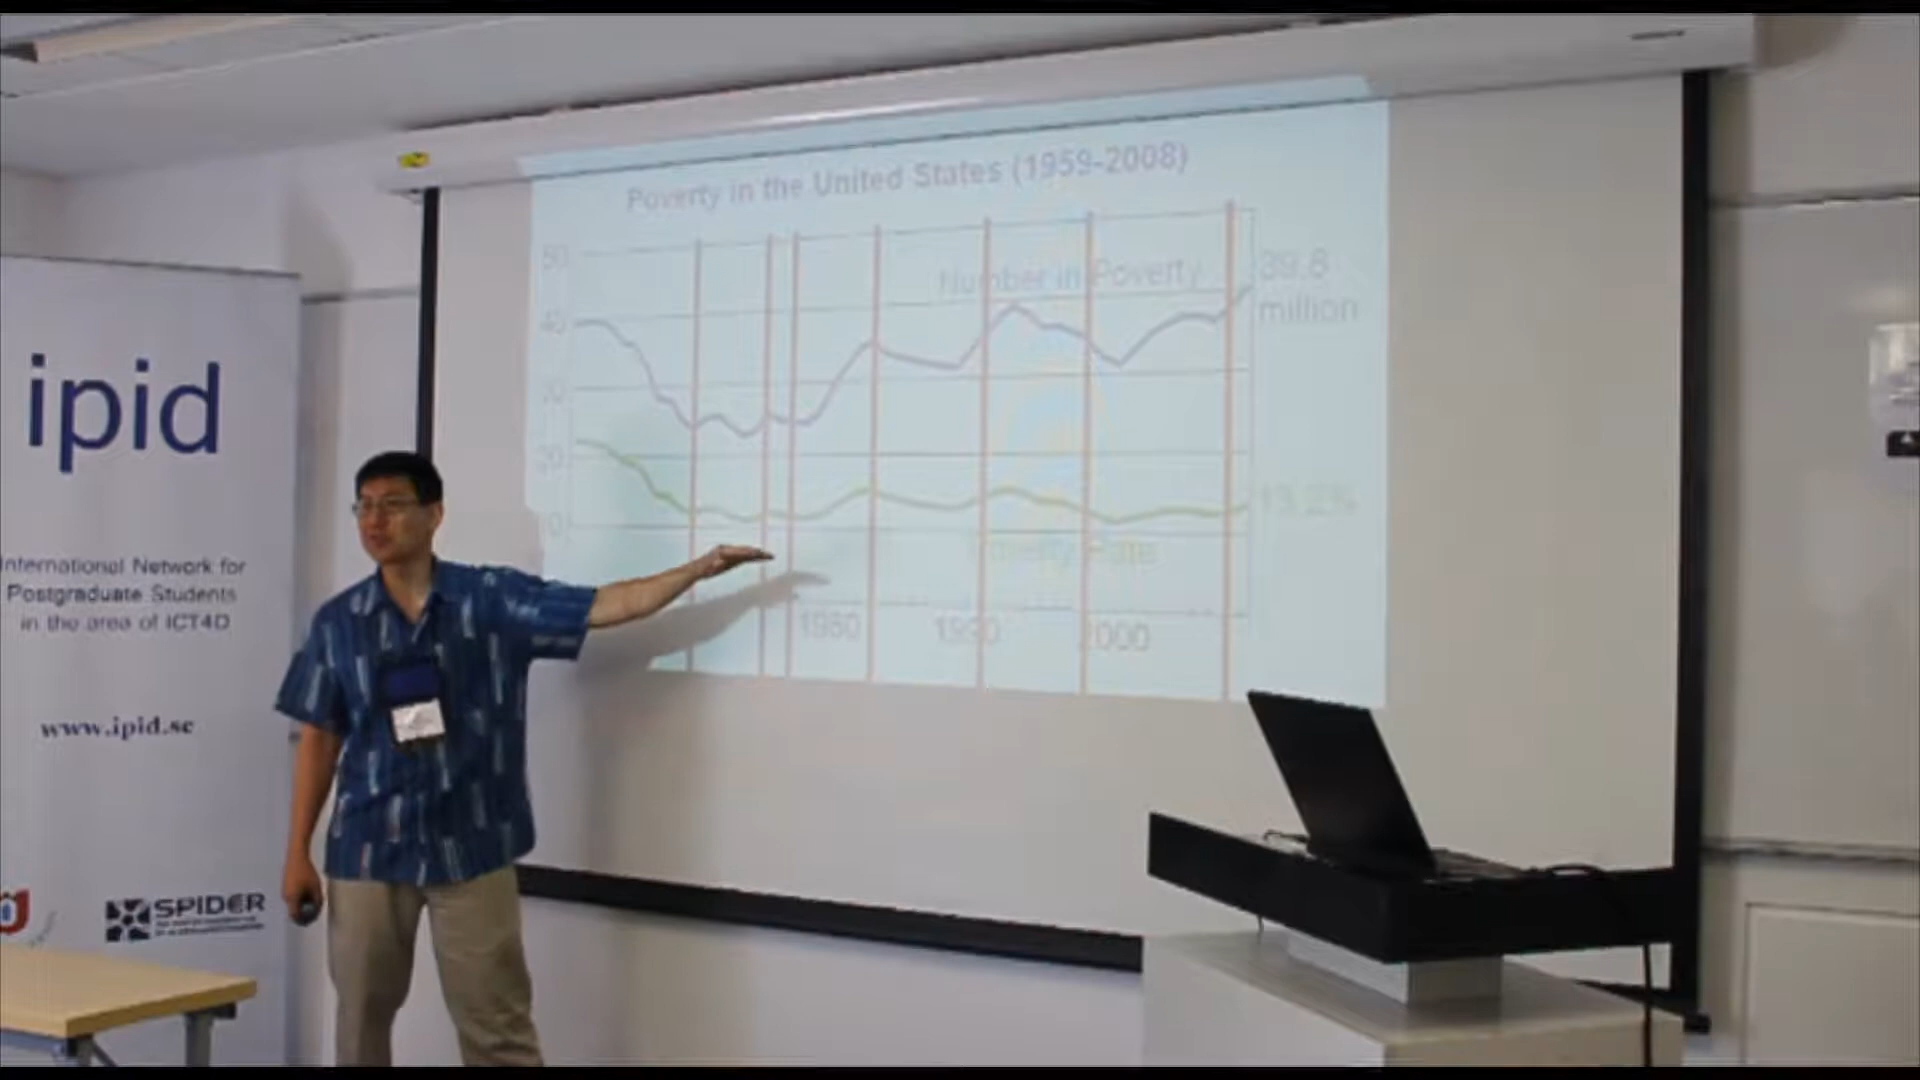 ipid
International Network for
Postgraduate Students
in the area of ICT4D
www.ipid.se
SPIDER
Poverty in the United States (1959-2008)
50
40
30
20
10
Number in Poverty
39.8
million
13.2%
Poverty Rate
1980
1990
2000